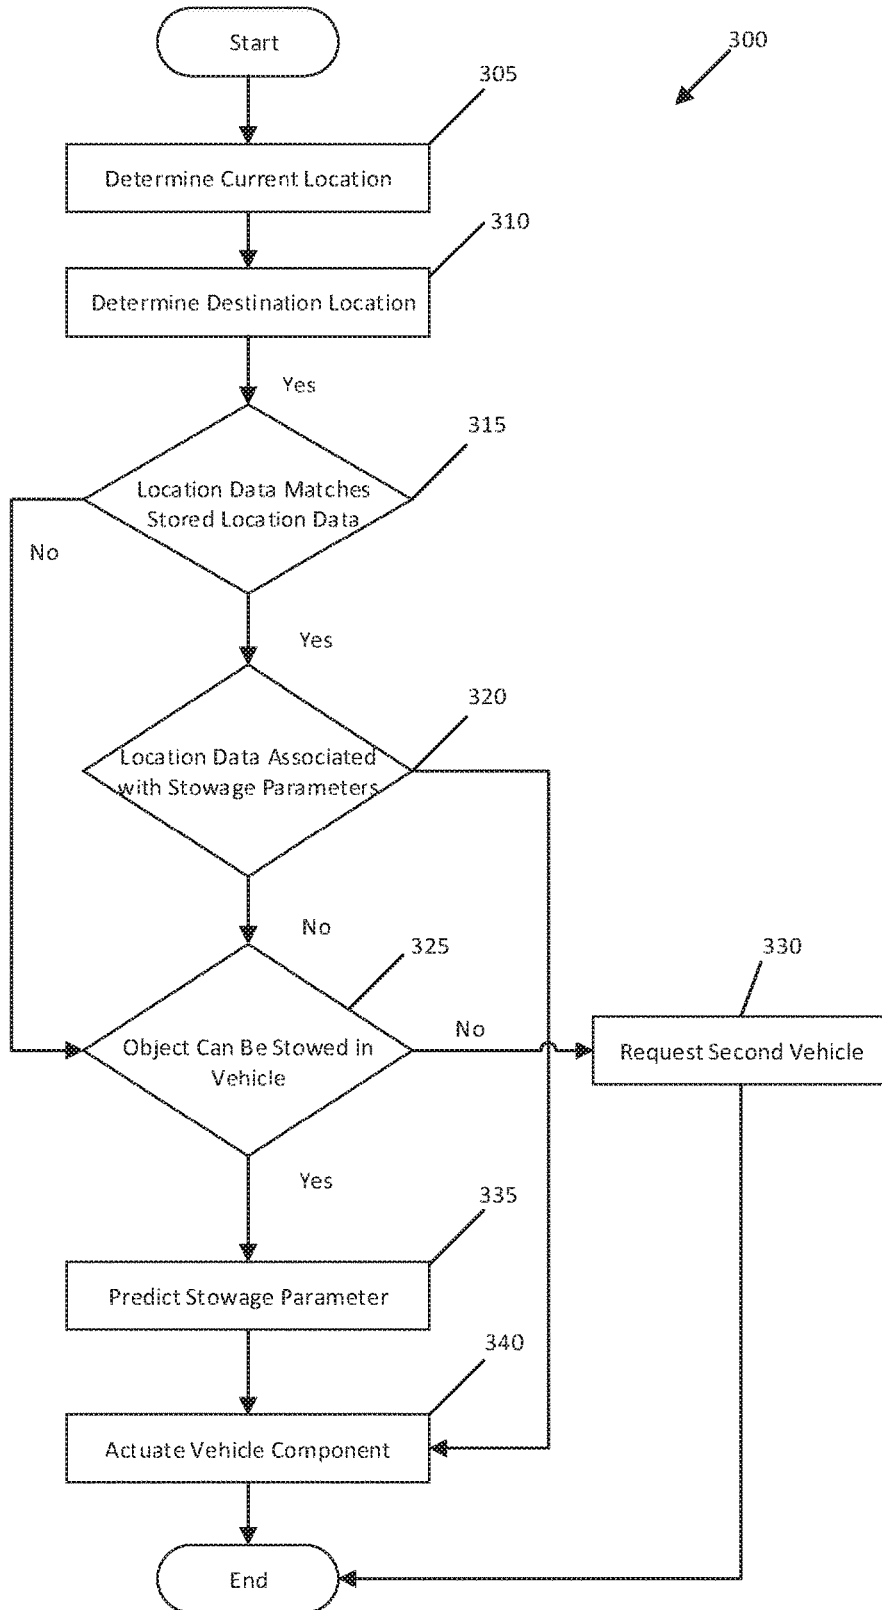 Start
300
305
Determine Current Location
310
Determine Destination Location
Yes
315
Location Data Matches
Stored Location Data
No
Yes
320
Location Data Associated
with Stowage Parameters
No
325
330
Object Can Be Stowed in
Vehicle
No
Request Second Vehicle
Yes
335
Predict Stowage Parameter
340
Actuate Vehicle Component
End